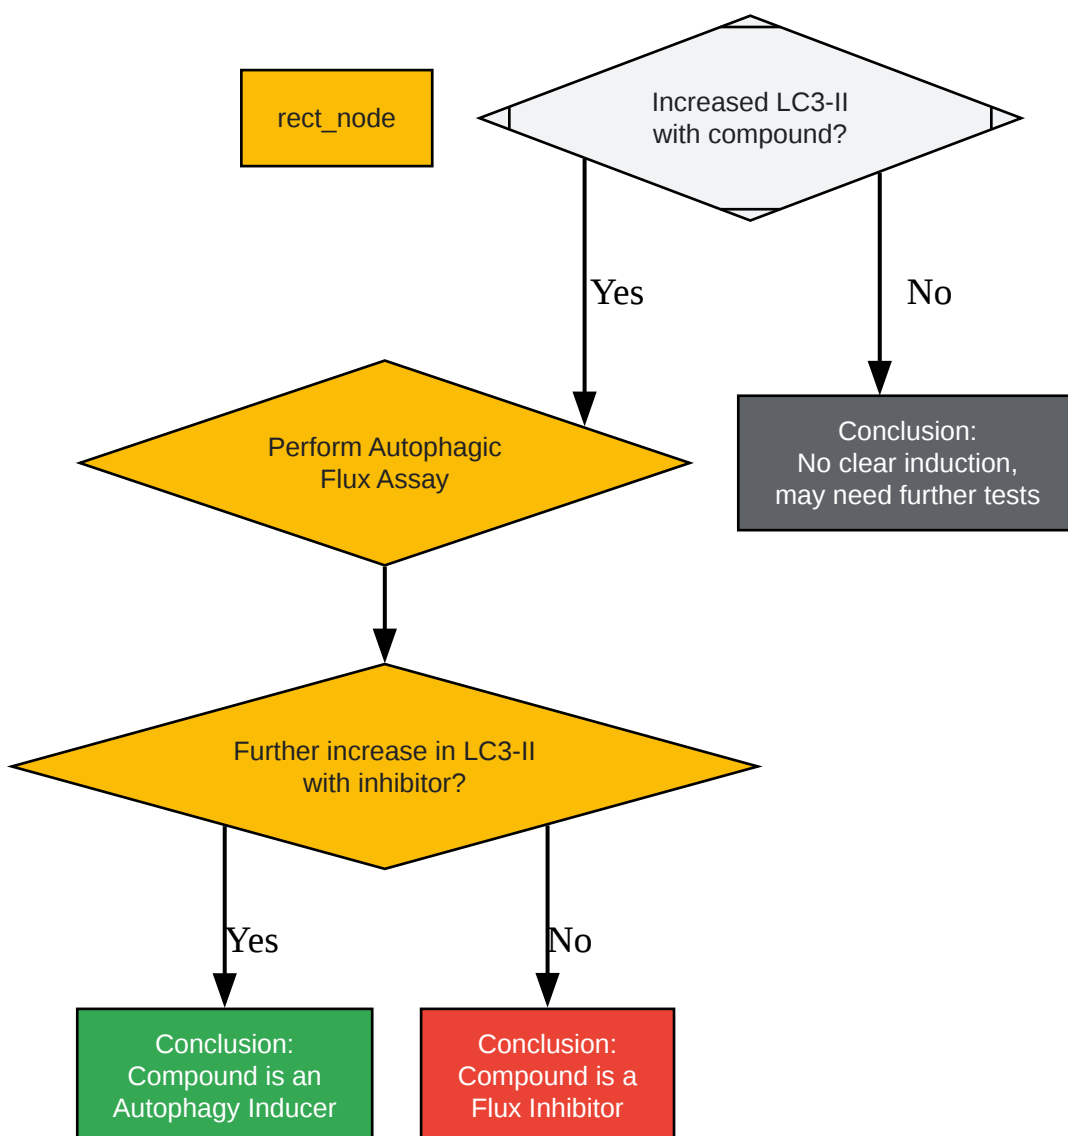 rect_node
Increased LC3-II
with compound?
Yes
No
Perform Autophagic
Flux Assay
Conclusion:
No clear induction,
may need further tests
Further increase in LC3-II
with inhibitor?
Yes
No
Conclusion:
Compound is an
Autophagy Inducer
Conclusion:
Compound is a
Flux Inhibitor